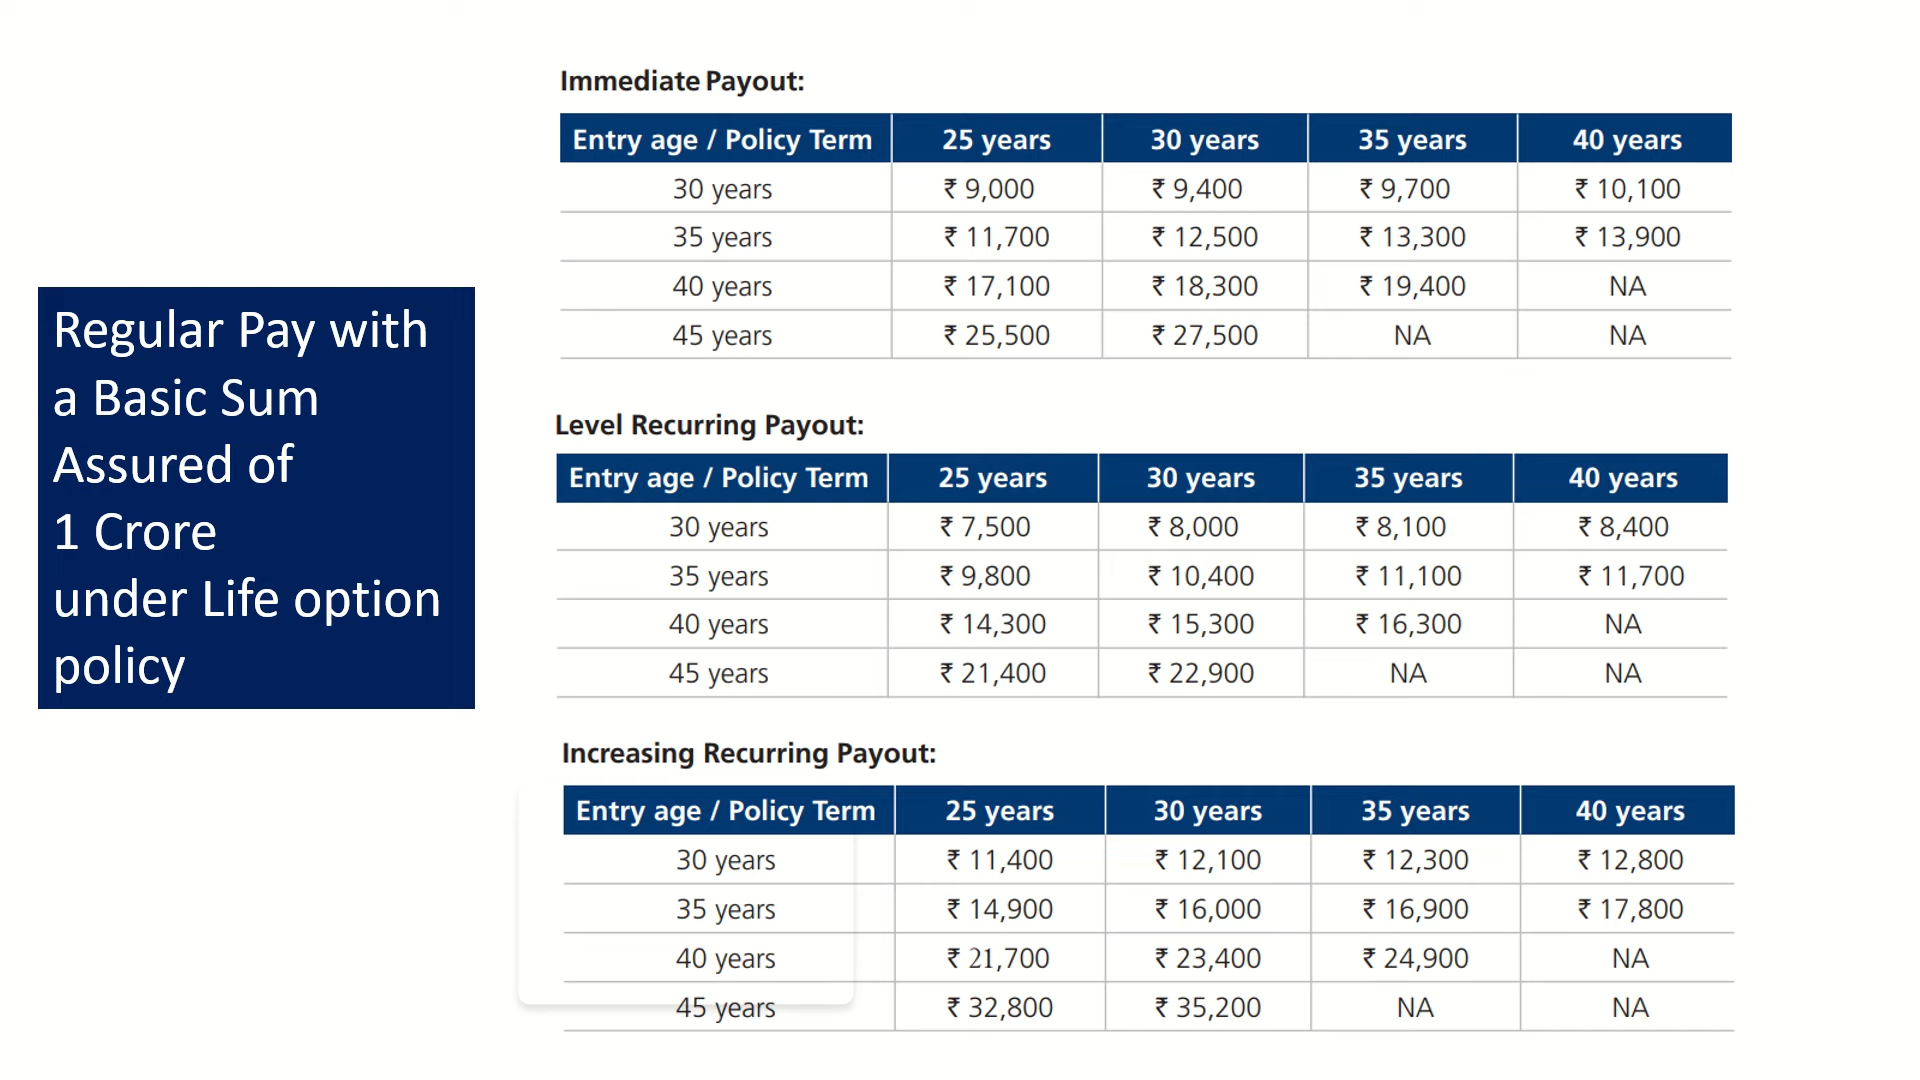 Regular Pay with
a Basic Sum
Assured of
1 Crore
under Life option
policy
Immediate Payout:
Entry age / Policy Term 25 years 30 years 35 years 40 years
30 years ₹ 9,000 ₹ 9,400 ₹ 9,700 ₹ 10,100
35 years ₹ 11,700 ₹ 12,500 ₹ 13,300 ₹ 13,900
40 years ₹ 17,100 ₹ 18,300 ₹ 19,400 NA
45 years ₹ 25,500 ₹ 27,500 NA NA
Level Recurring Payout:
Entry age / Policy Term 25 years 30 years 35 years 40 years
30 years ₹ 7,500 ₹ 8,000 ₹ 8,100 ₹ 8,400
35 years ₹ 9,800 ₹ 10,400 ₹ 11,100 ₹ 11,700
40 years ₹ 14,300 ₹ 15,300 ₹ 16,300 NA
45 years ₹ 21,400 ₹ 22,900 NA NA
Increasing Recurring Payout:
Entry age / Policy Term 25 years 30 years 35 years 40 years
30 years ₹ 11,400 ₹ 12,100 ₹ 12,300 ₹ 12,800
35 years ₹ 14,900 ₹ 16,000 ₹ 16,900 ₹ 17,800
40 years ₹ 21,700 ₹ 23,400 ₹ 24,900 NA
45 years ₹ 32,800 ₹ 35,200 NA NA